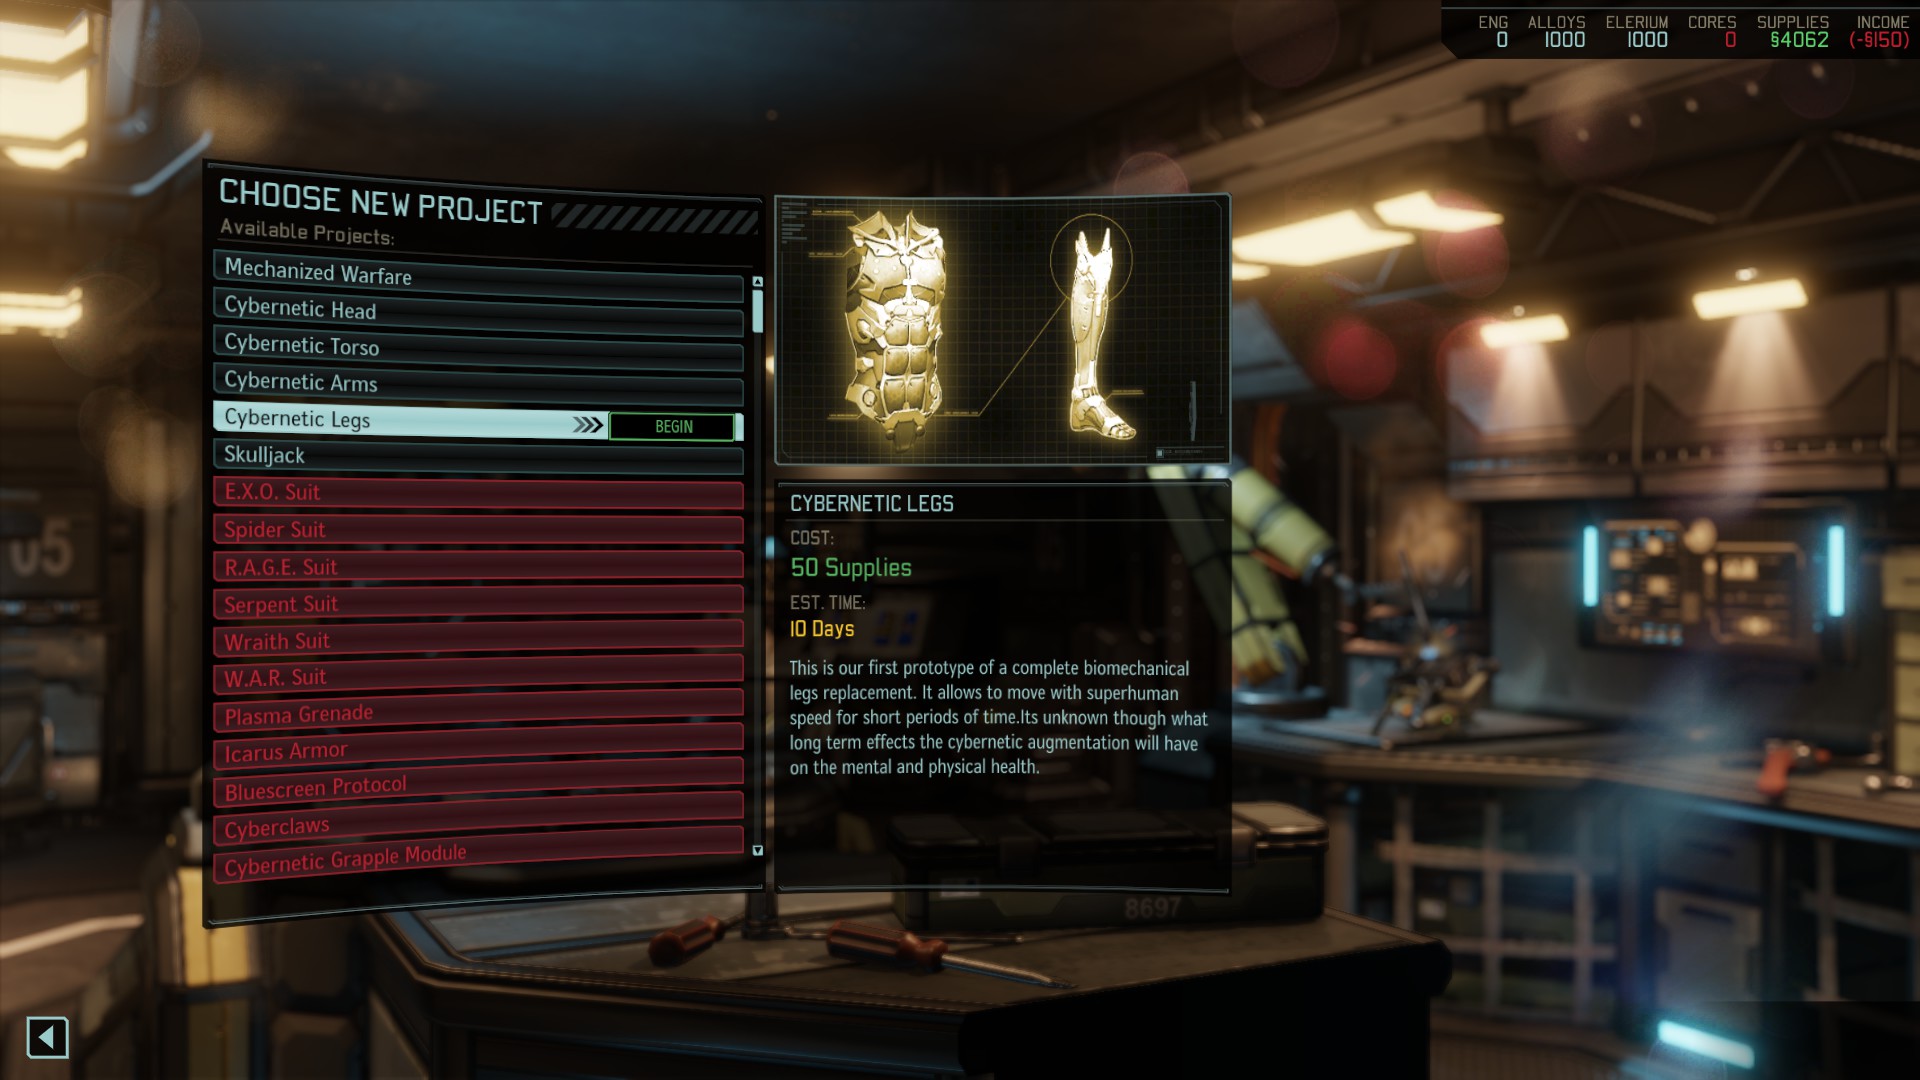 ENG ALLOYS ELERIUM CORES SUPPLIES INCOME
0 1000 1000 0 §4062 (-§150)
CHOOSE NEW PROJECT
Available Projects:
Mechanized Warfare
Cybernetic Head
Cybernetic Torso
Cybernetic Arms
Cybernetic Legs
BEGIN
Skulljack
E.X.O. Suit
Spider Suit
R.A.G.E. Suit
Serpent Suit
Wraith Suit
W.A.R. Suit
Plasma Grenade
Icarus Armor
Bluescreen Protocol
Cyberclaws
Cybernetic Grapple Module
CYBERNETIC LEGS
COST:
50 Supplies
EST. TIME:
10 Days
This is our first prototype of a complete biomechanical
legs replacement. It allows to move with superhuman
speed for short periods of time.Its unknown though what
long term effects the cybernetic augmentation will have
on the mental and physical health.
05
8697